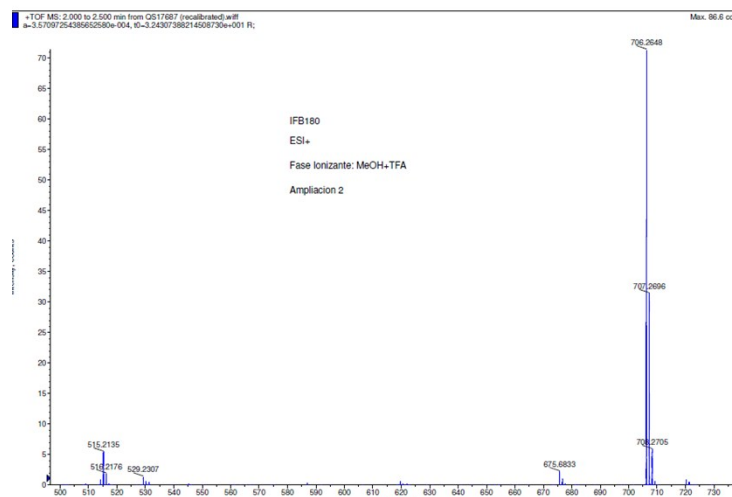 +TOF MS: 2.000 to 2.500 min from QS17687 (recalibrated).wiff
Max. 86.6 co
a=3.57097254385652580e-004, t0=3.24307388214508730e+001 R;
706.2648
70
65
IFB180
60
ESI+
55
Fase Ionizante: MeOH+TFA
Ampliacion 2
50
45
40
35
707.2696
30
25
20
15
10
708.2705
515.2135
5
516.2176
529.2307
675.6833
0
500 510 520 530 540 550 560 570 580 590 600 610 620 630 640 650 660 670 680 690 700 710 720 730